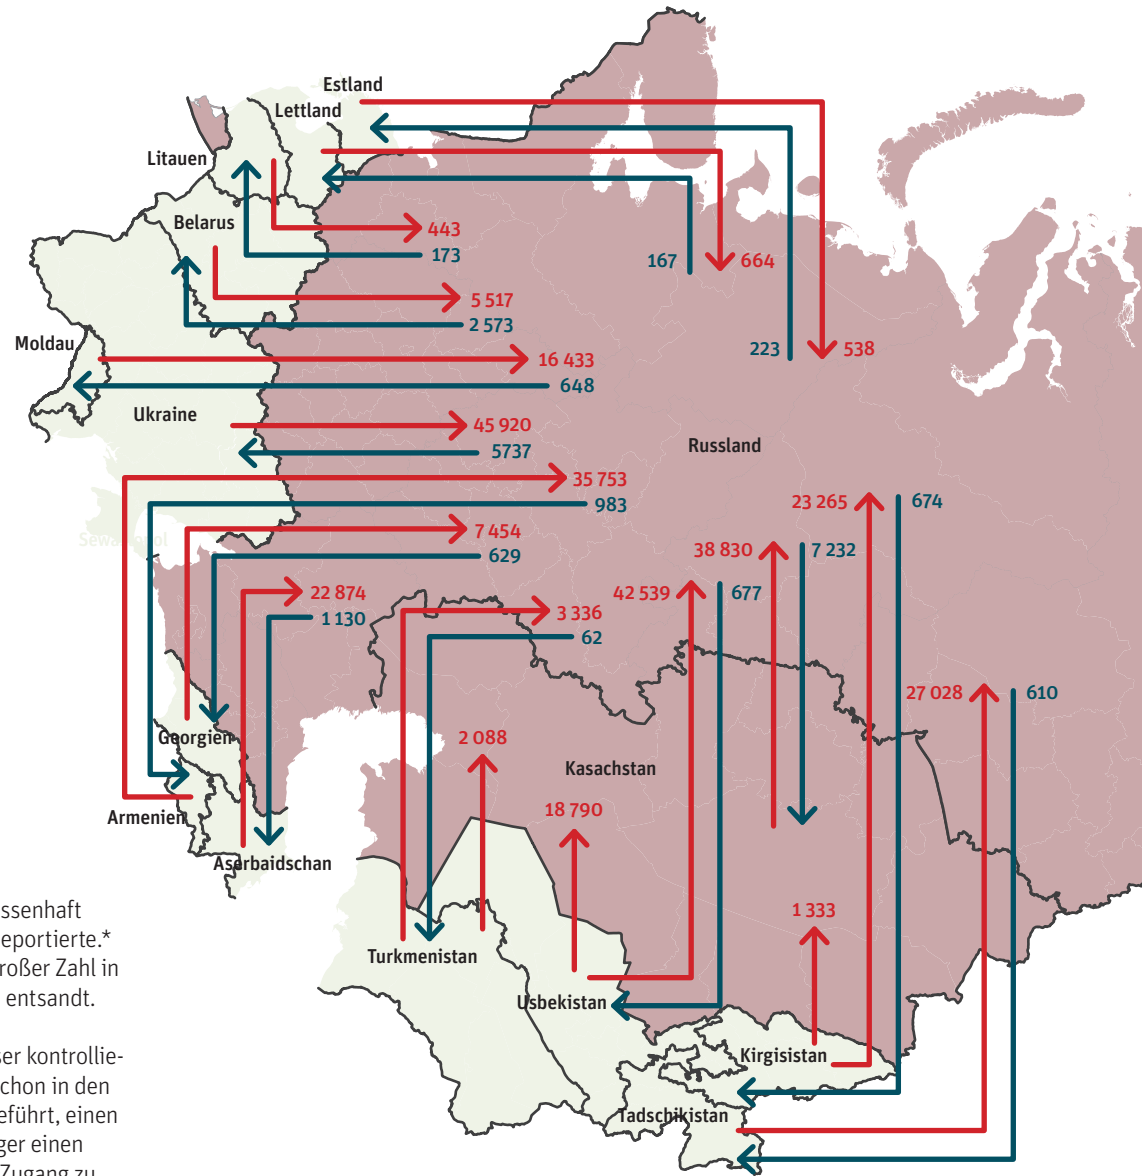 Estland
Lettland
Litauen
Belarus
443
173
167
664
5 517
2 573
Moldau
223
538
16 433
648
Ukraine
45 920
5737
Russland
35 753
983
23 265
674
7 454
629
Sewastopol
38 830
7 232
22 874
1 130
3 336
62
42 539
677
27 028
610
Georgien
2 088
Kasachstan
Armenien
18 790
Aserbaidschan
ssenhaft
eportierte.*
roßer Zahl in
entsandt.
1 333
Turkmenistan
Usbekistan
ser kontrollie-
schon in den
eführt, einen
ger einen
Zugang zu
Kirgisistan
Tadschikistan